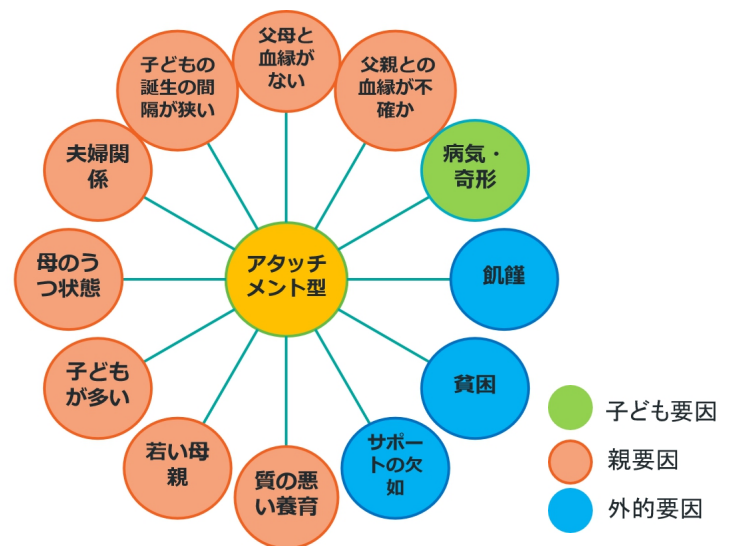 父母と
血縁が
ない
父親との
血縁が不
確か
病気・
奇形
飢饉
貧困
サポー
トの欠
如
質の悪
い養育
若い母
親
子ども
が多い
母のう
つ状態
夫婦関
係
子どもの
誕生の間
隔が狭い
アタッチ
メント型
子ども要因
親要因
外的要因